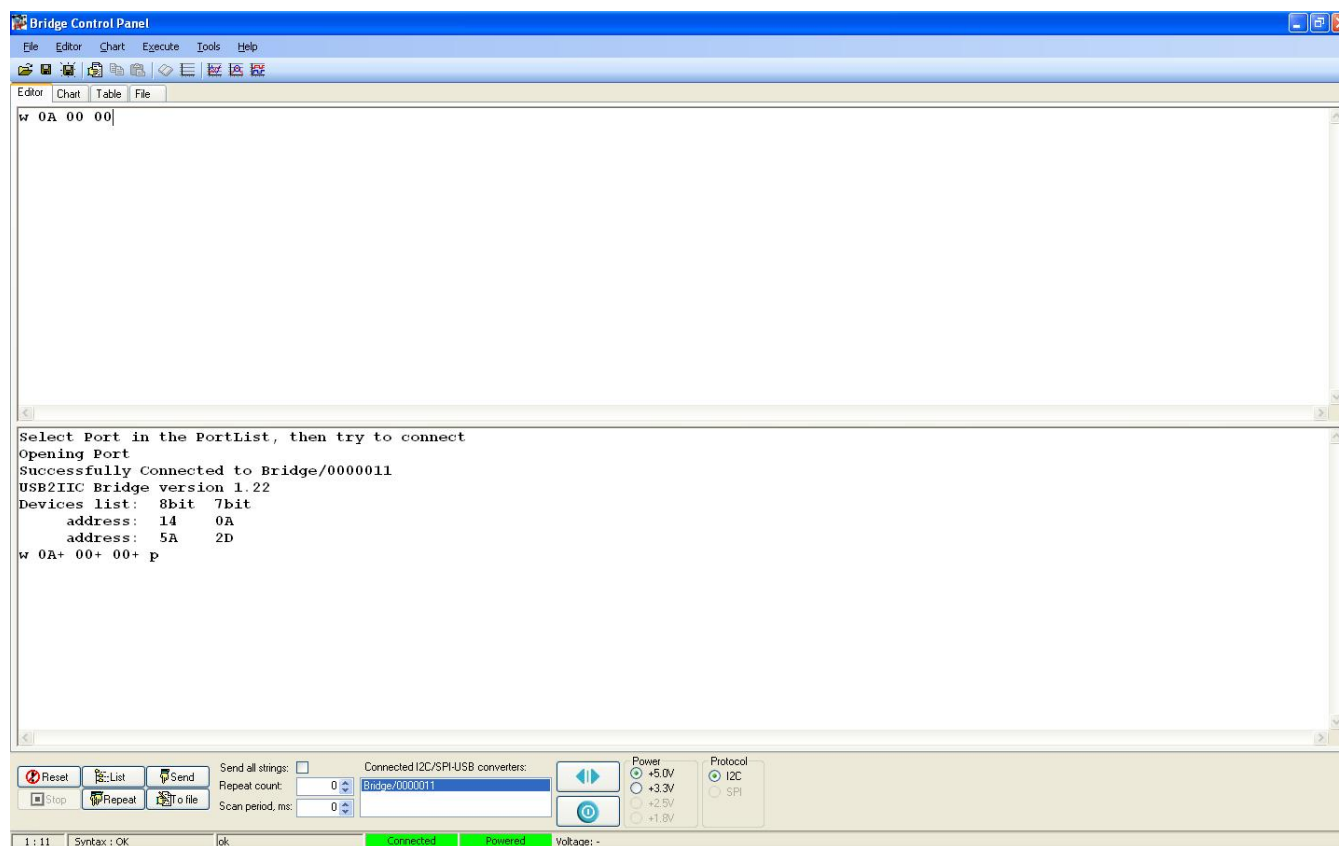 Bridge Control Panel
File Editor Chart Execute Tools Help
Editor Chart Table File
w 0A 00 00
Select Port in the PortList, then try to connect
Opening Port
Successfully Connected to Bridge/0000011
USB2IIC Bridge version 1.22
Devices list: 8bit 7bit
address: 14 0A
address: 5A 2D
w 0A+ 00+ 00+ p
Reset List Send
Stop Repeat To file
Send all strings:
Repeat count: 0
Scan period, ms: 0
Connected I2C/SPI-USB converters:
Bridge/0000011
Power
+5.0V
+3.3V
+2.5V
+1.8V
Protocol
I2C
SPI
1 : 11 Syntax : OK ok Connected Powered Voltage: -